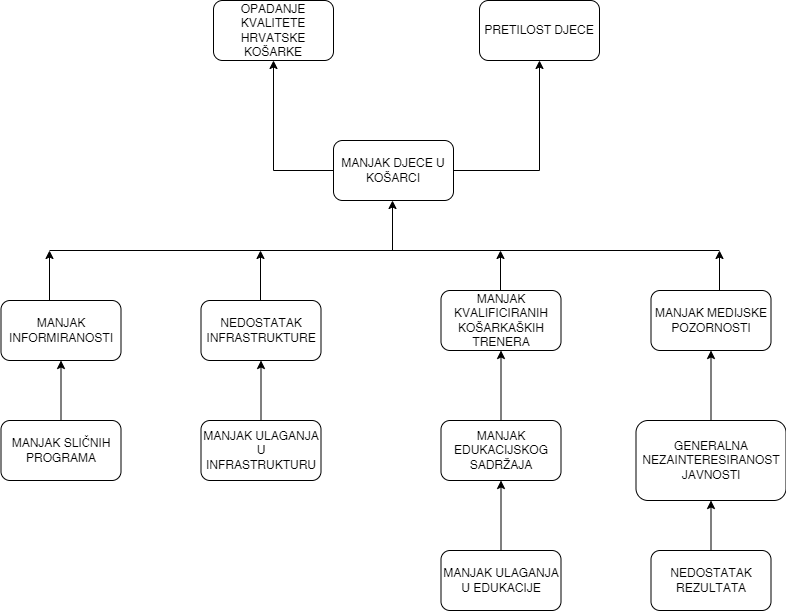 OPADANJE
KVALITETE
HRVATSKE
KOŠARKE
PRETILOST DJECE
MANJAK DJECE U
KOŠARCI
MANJAK
INFORMIRANOSTI
NEDOSTATAK
INFRASTRUKTURE
MANJAK
KVALIFICIRANIH
KOŠARKAŠKIH
TRENERA
MANJAK MEDIJSKE
POZORNOSTI
MANJAK SLIČNIH
PROGRAMA
MANJAK ULAGANJA
U
INFRASTRUKTURU
MANJAK
EDUKACIJSKOG
SADRŽAJA
GENERALNA
NEZAINTERESIRANOST
JAVNOSTI
MANJAK ULAGANJA
U EDUKACIJE
NEDOSTATAK
REZULTATA